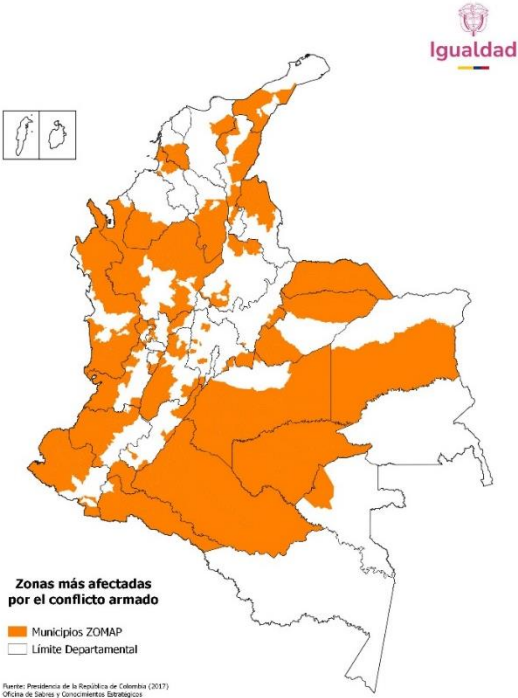 Igualdad
Zonas más afectadas
por el conflicto armado
Municipios ZOMAP
Límite Departamental
Fuente: Presidencia de la República de Colombia (2017)
Oficina de Saberes y Conocimientos Estratégicos